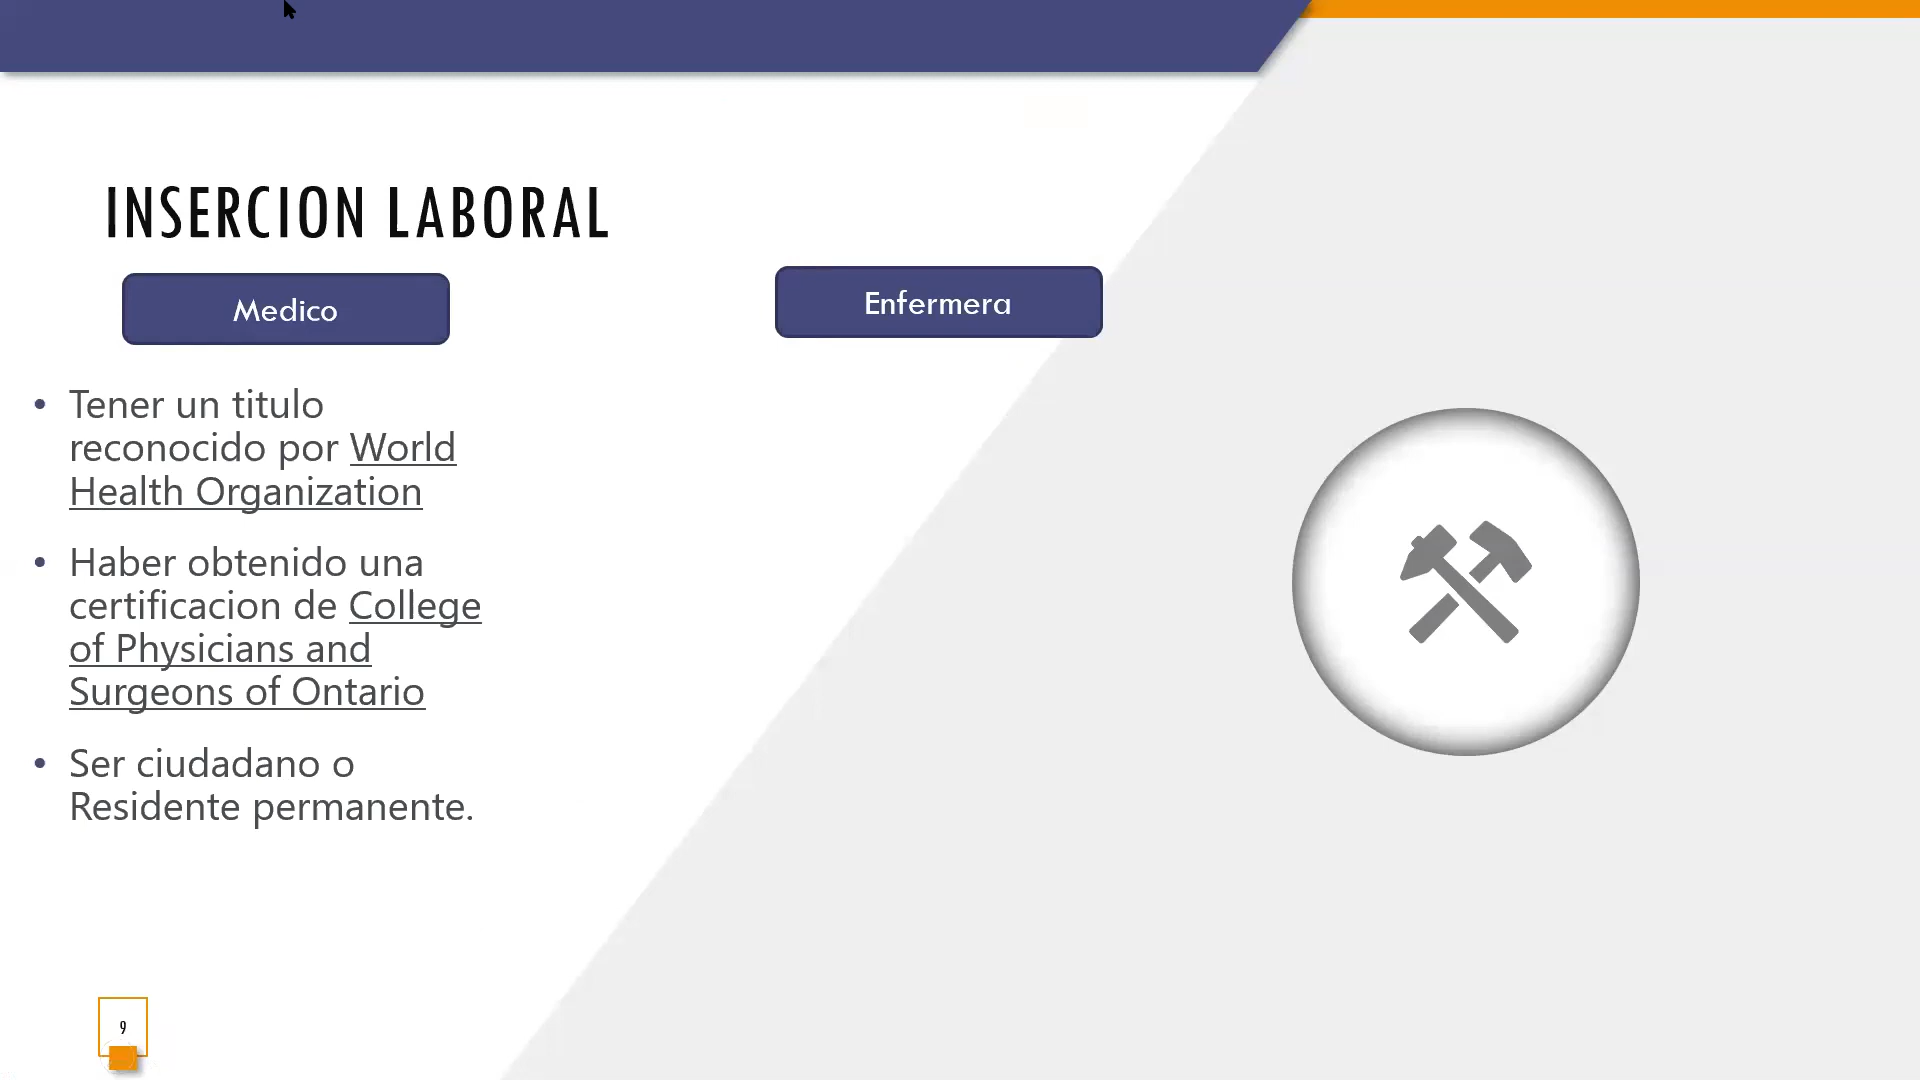 INSERCION LABORAL
Medico
Enfermera
• Tener un titulo
reconocido por World
Health Organization
• Haber obtenido una
certificacion de College
of Physicians and
Surgeons of Ontario
• Ser ciudadano o
Residente permanente.
9